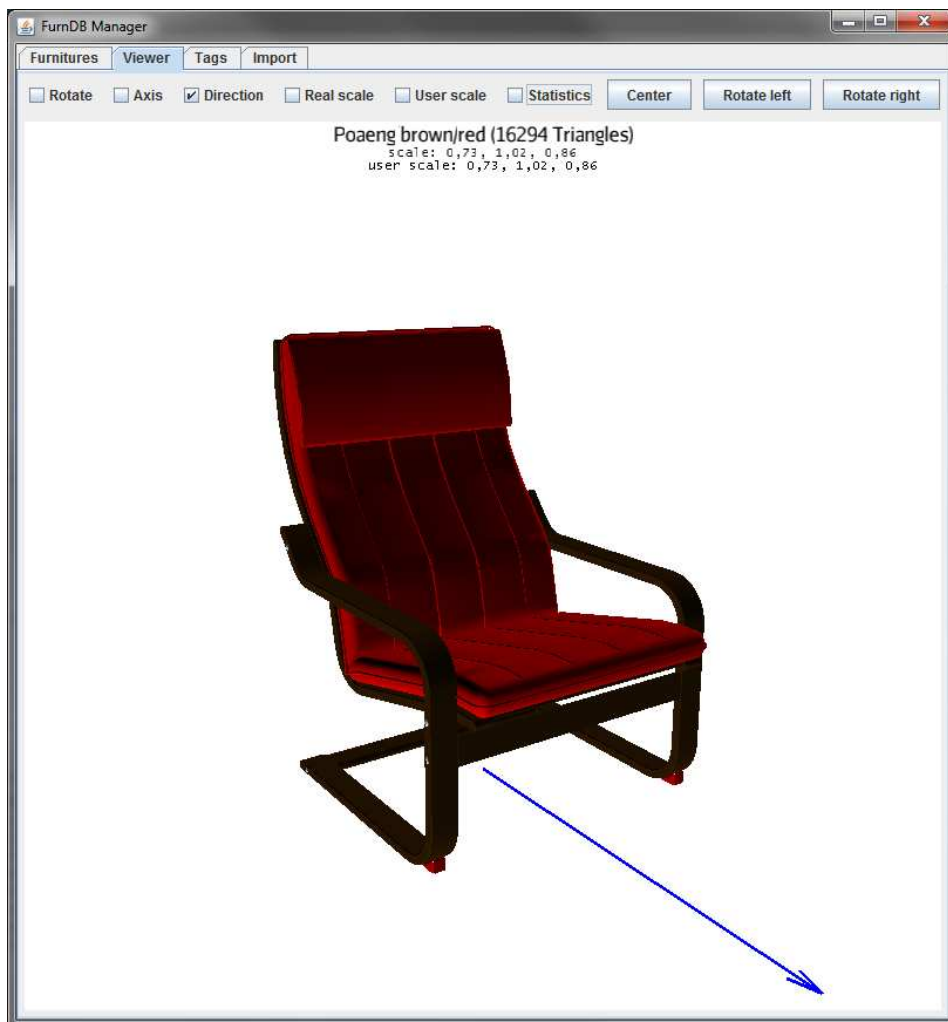 FurnDB Manager
Furnitures Viewer Tags Import
Rotate Axis Direction Real scale User scale Statistics Center Rotate left Rotate right
Poaeng brown/red (16294 Triangles)
scale: 0,73, 1,02, 0,86
user scale: 0,73, 1,02, 0,86